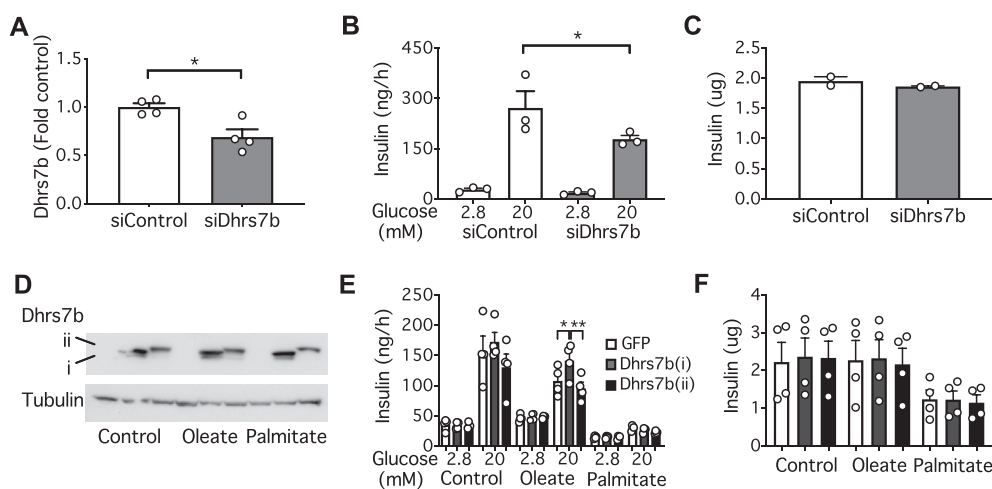 A
Dhrs7b (Fold control)
1.5
1.0
0.5
0.0
*
siControl
siDhrs7b
B
Insulin (ng/h)
450
300
150
0
*
Glucose
(mM)
2.8
20
2.8
20
siControl
siDhrs7b
C
Insulin (ug)
2.5
2.0
1.5
1.0
0.5
0.0
siControl
siDhrs7b
D
Dhrs7b
ii
i
Tubulin
Control
Oleate
Palmitate
E
Insulin (ng/h)
250
200
150
100
50
0
* **
GFP
Dhrs7b(i)
Dhrs7b(ii)
Glucose
(mM)
2.8
20
2.8
20
2.8
20
Control
Oleate
Palmitate
F
Insulin (ug)
4
3
2
1
0
Control
Oleate
Palmitate